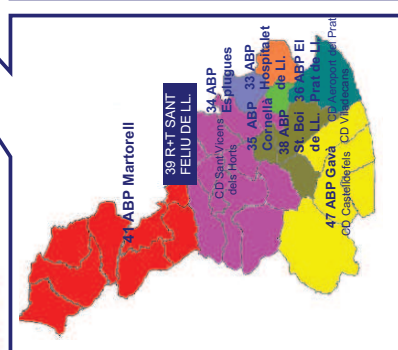 41 ABP Martorell
39 R+T SANT
FELIU DE LL.
34 ABP
Esplugues
CD Sant Vicens
dels Horts
33 ABP
Hospitalet
de Ll.
35 ABP
Cornellà
38 ABP
St. Boi
de LL.
36 ABP El
Prat de Ll.
CD Aeroport del Prat
CD Viladecans
47 ABP Gavà
CD Castelldefels